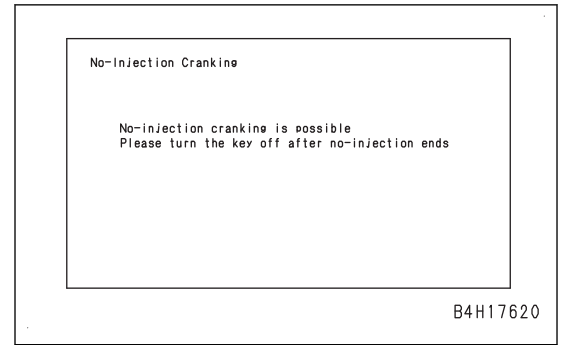 No-Injection Cranking
No-injection cranking is possible
Please turn the key off after no-injection ends
B4H17620